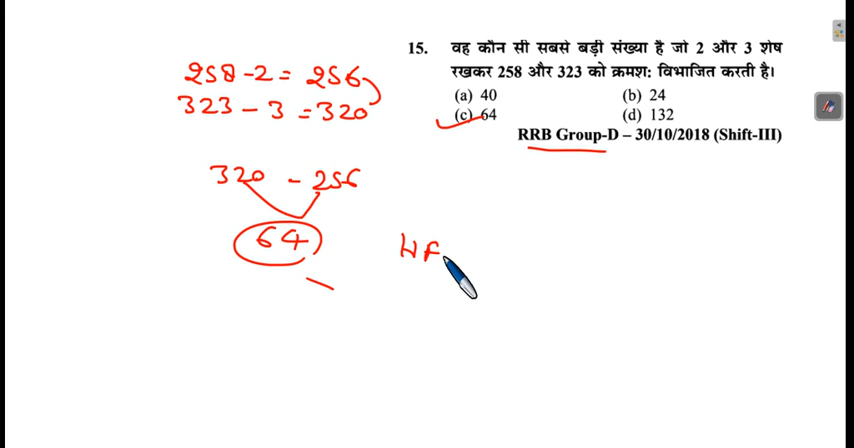 15. वह कौन सी सबसे बड़ी संख्या है जो 2 और 3 शेष
रखकर 258 और 323 को क्रमश: विभाजित करती है।
(a) 40 (b) 24
(c) 64 (d) 132
RRB Group-D – 30/10/2018 (Shift-III)
258 - 2 = 256
323 - 3 = 320
320 - 256
64
HF